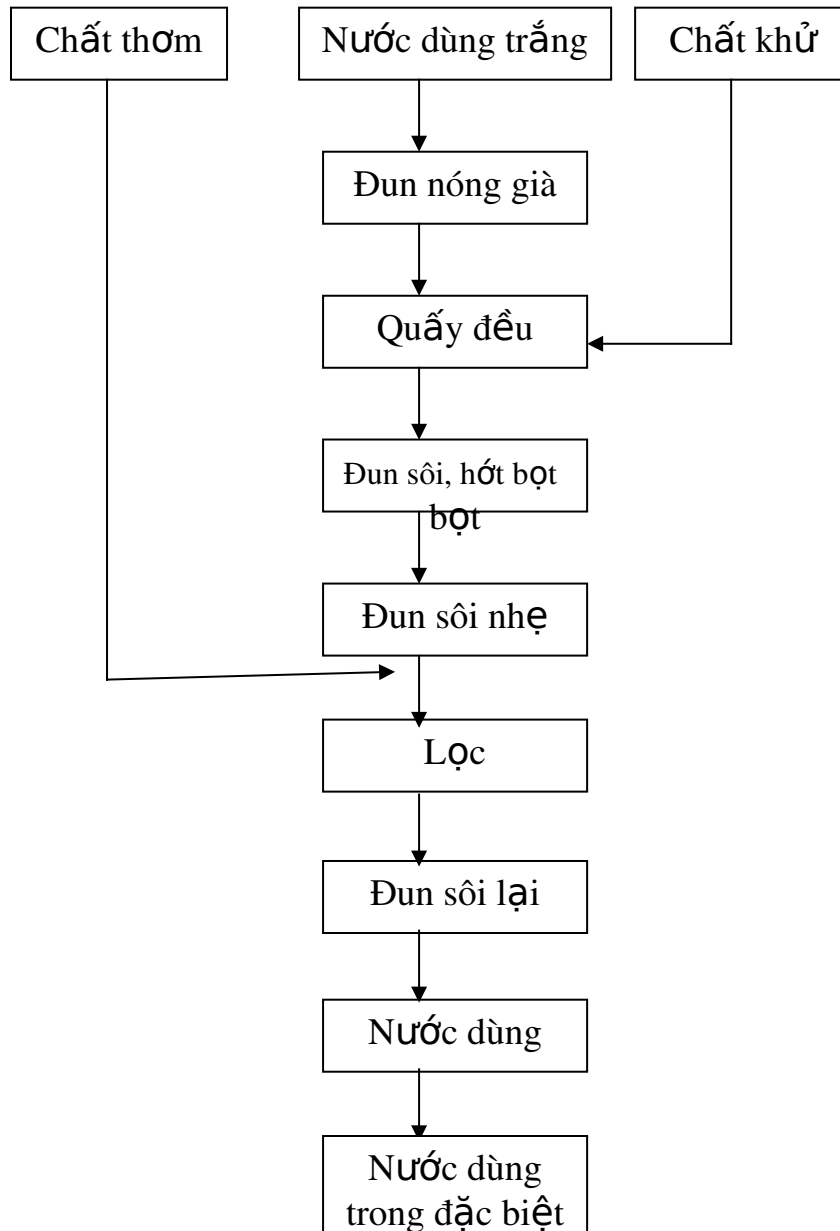 Chất thơm
Nước dùng trắng
Chất khử
Đun nóng già
Quấy đều
Đun sôi, hớt bọt
bọt
Đun sôi nhẹ
Lọc
Đun sôi lại
Nước dùng
Nước dùng
trong đặc biệt